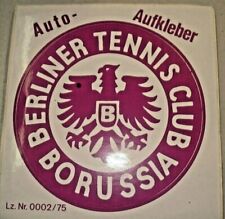 Auto- Aufkleber
BERLINER TENNIS CLUB
B
BORUSSIA
Lz. Nr. 0002/75